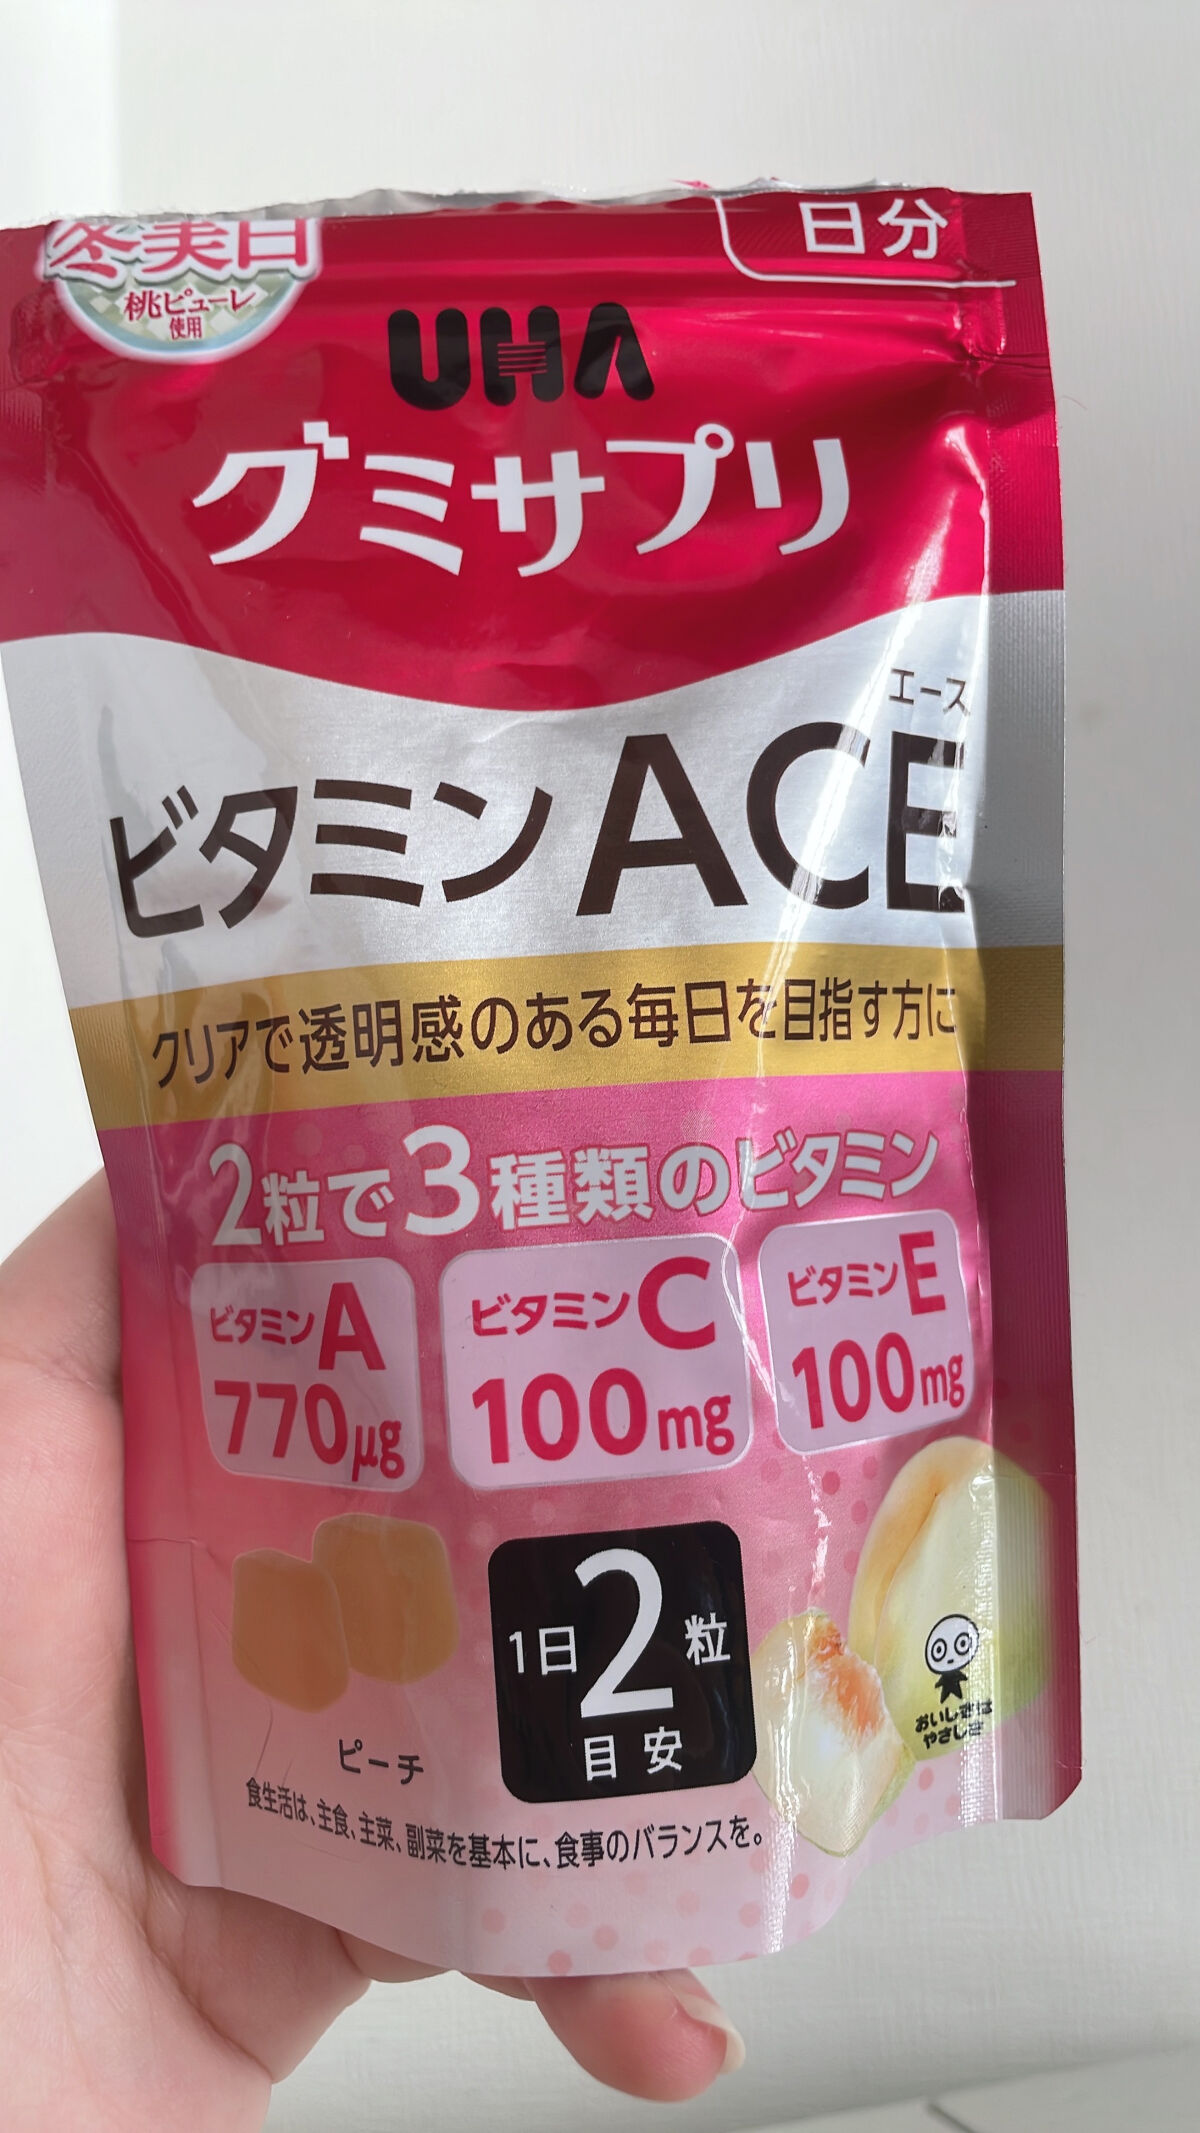 冬美白
桃ピューレ
使用
日分
UHA
グミサプリ
エース
ビタミンACE
クリアで透明感のある毎日を目指す方に
2粒で3種類のビタミン
ビタミンA
770μg
ビタミンC
100mg
ビタミンE
100mg
1日2粒
目安
ピーチ
おいしさは
やさしさ
食生活は、主食、主菜、副菜を基本に、食事のバランスを。